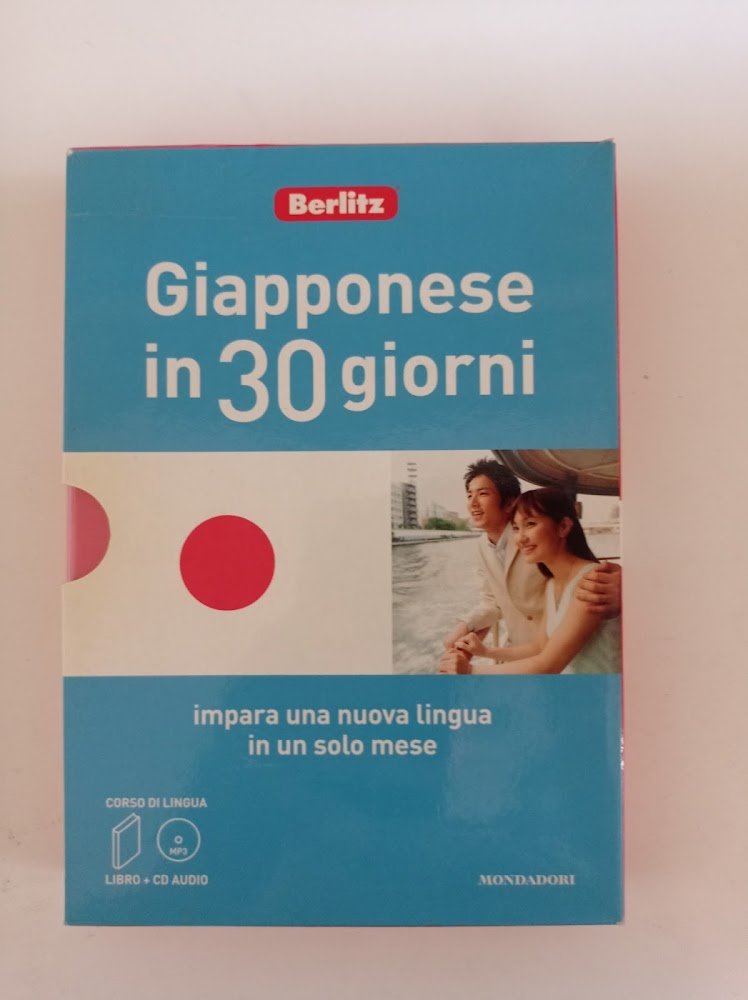 Berlitz
Giapponese
in 30 giorni
impara una nuova lingua
in un solo mese
CORSO DI LINGUA
MP3
LIBRO + CD AUDIO
MONDADORI